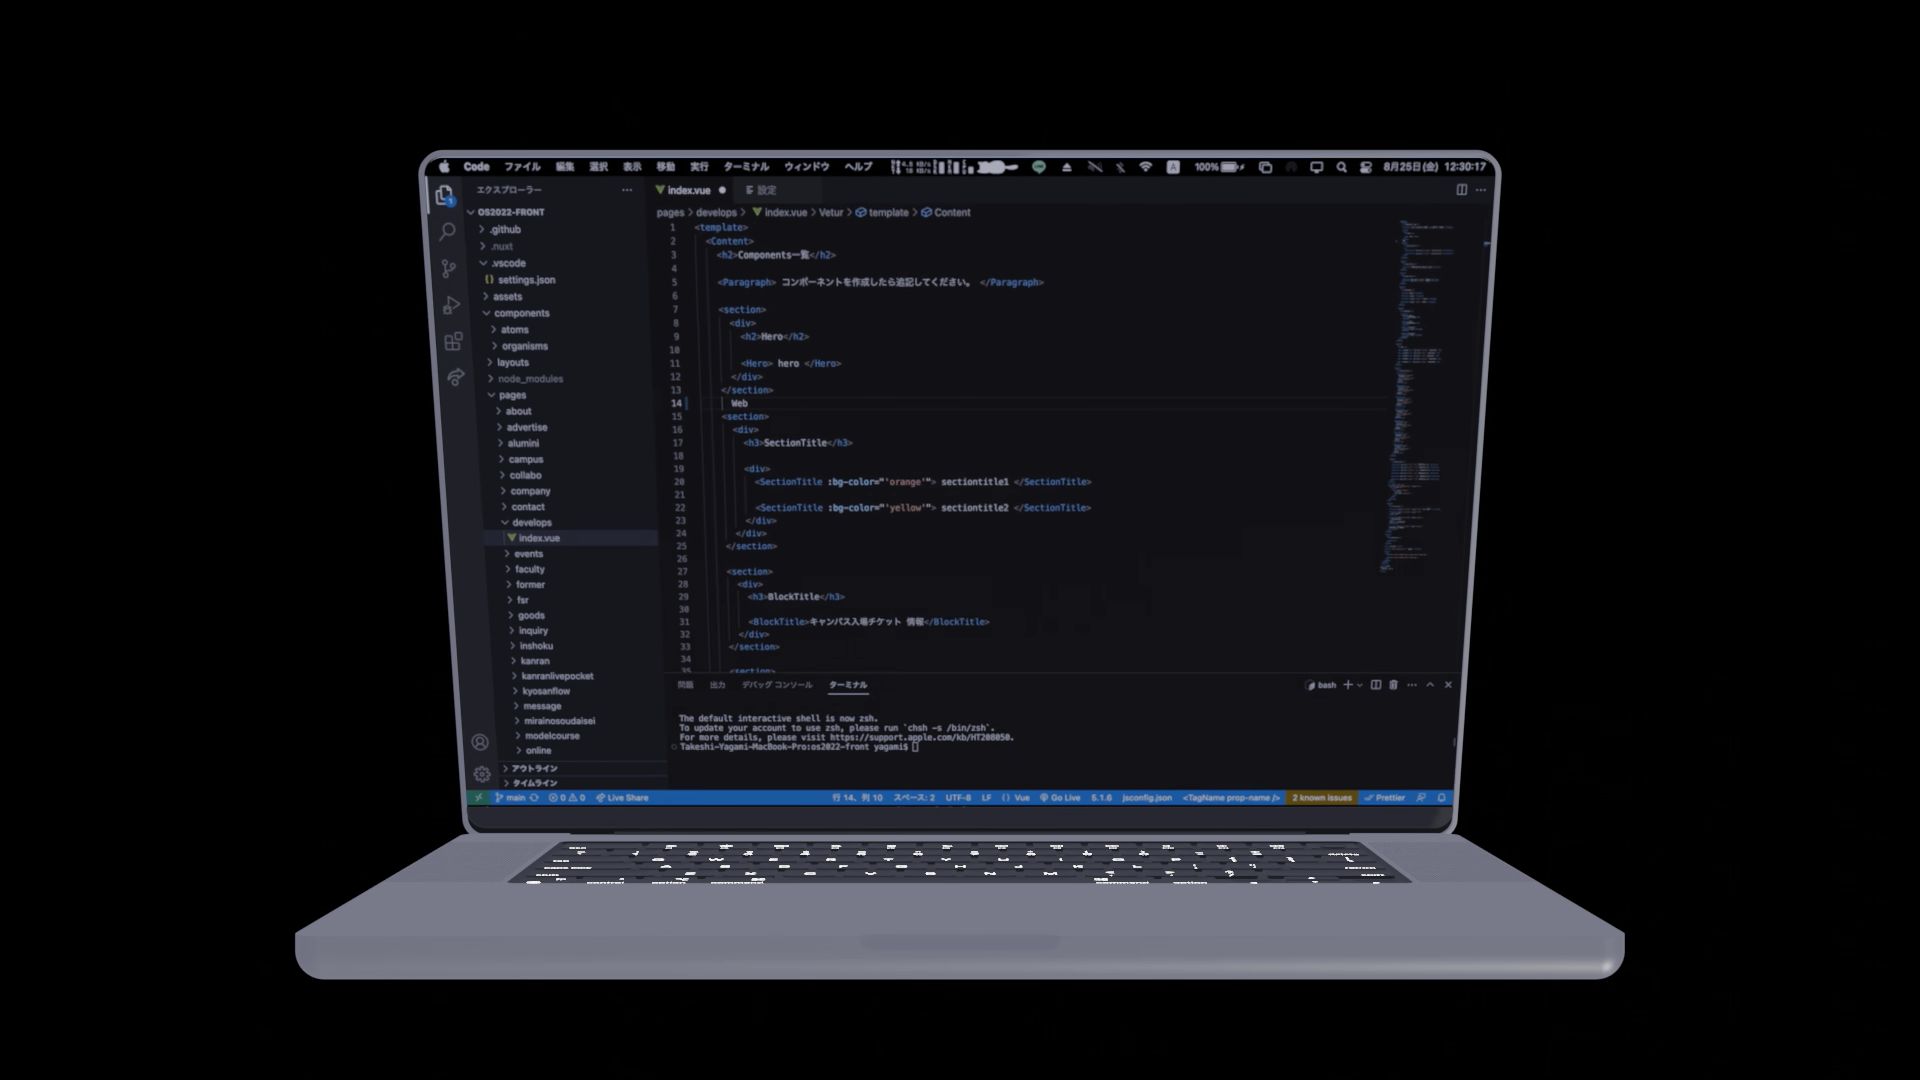 Code ファイル 編集 選択 表示 移動 実行 ターミナル ウィンドウ ヘルプ 100% 8月25日(金) 12:30:17
エクスプローラー
OS2022-FRONT
.github
.nuxt
.vscode
settings.json
assets
components
atoms
organisms
layouts
node_modules
pages
about
advertise
alumini
campus
collabo
company
contact
develops
index.vue
events
faculty
former
fsr
goods
inquiry
inshoku
kanran
kanranlivepocket
kyosanflow
message
mirainosoudaisei
modelcourse
online
アウトライン
タイムライン
index.vue 設定
pages > develops > index.vue > Vetur > template > Content
1 <template>
2 <Content>
3 <h2>Components一覧</h2>
4
5 <Paragraph> コンポーネントを作成したら追記してください。 </Paragraph>
6
7 <section>
8 <div>
9 <h2>Hero</h2>
10
11 <Hero> hero </Hero>
12 </div>
13 </section>
14 Web
15 <section>
16 <div>
17 <h3>SectionTitle</h3>
18
19 <div>
20 <SectionTitle :bg-color="'orange'"> sectiontitle1 </SectionTitle>
21
22 <SectionTitle :bg-color="'yellow'"> sectiontitle2 </SectionTitle>
23 </div>
24 </div>
25 </section>
26
27 <section>
28 <div>
29 <h3>BlockTitle</h3>
30
31 <BlockTitle>キャンパス入場チケット 情報</BlockTitle>
32 </div>
33 </section>
34
35 <section>
問題 出力 デバッグ コンソール ターミナル bash
The default interactive shell is now zsh.
To update your account to use zsh, please run `chsh -s /bin/zsh`.
For more details, please visit https://support.apple.com/kb/HT208050.
Takeshi-Yagami-MacBook-Pro:os2022-front yagami$
main 0 0 Live Share 行 14、列 10 スペース: 2 UTF-8 LF {} Vue Go Live 5.1.6 jsconfig.json <TagName prop-name /> 2 known issues Prettier